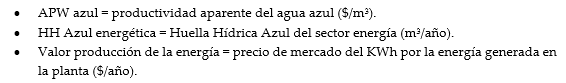 • APW azul = productividad aparente del agua azul ($/m³).
• HH Azul energética = Huella Hídrica Azul del sector energía (m³/año).
• Valor producción de la energía = precio de mercado del KWh por la energía generada en
la planta ($/año).